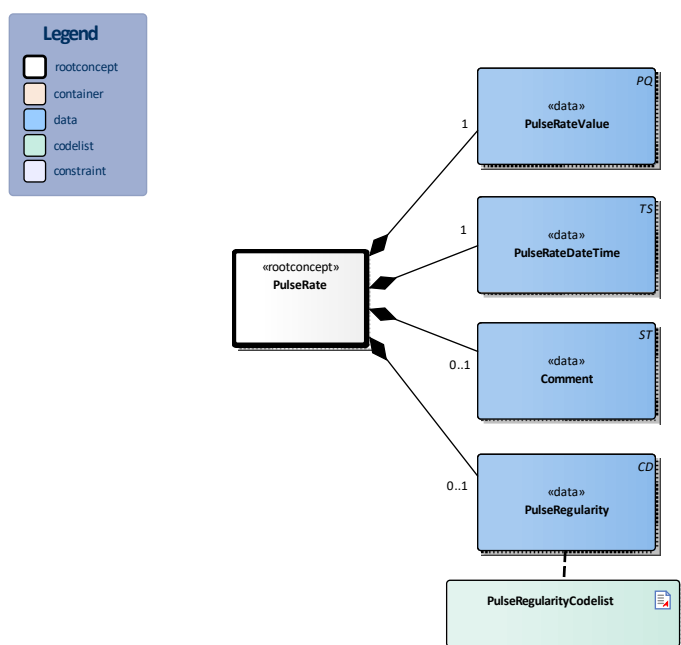 Legend
rootconcept
container
data
codelist
constraint
PQ
«data»
PulseRateValue
1
TS
«data»
PulseRateDateTime
1
«rootconcept»
PulseRate
ST
«data»
Comment
0..1
CD
«data»
PulseRegularity
0..1
PulseRegularityCodelist